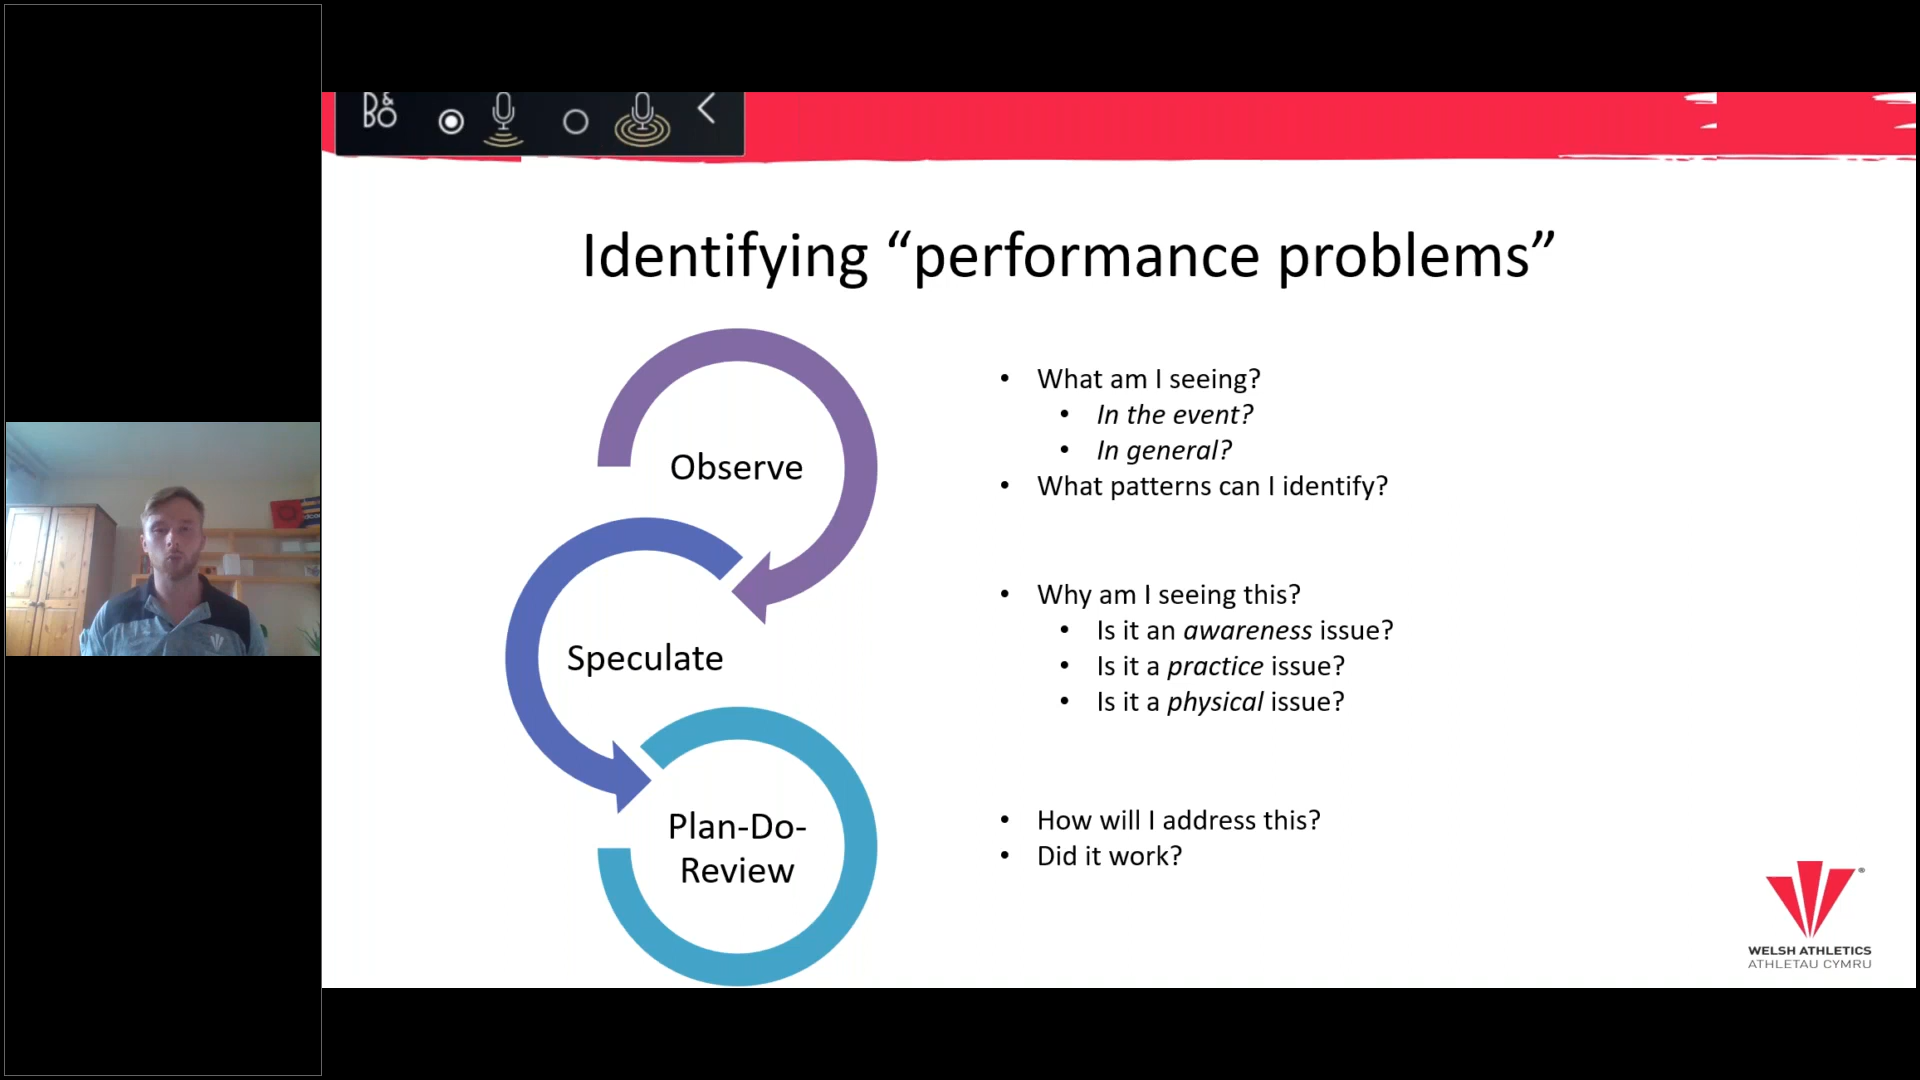 B&O
Identifying “performance problems”
Observe
• What am I seeing?
• In the event?
• In general?
• What patterns can I identify?
Speculate
• Why am I seeing this?
• Is it an awareness issue?
• Is it a practice issue?
• Is it a physical issue?
Plan-Do-
Review
• How will I address this?
• Did it work?
®
WELSH ATHLETICS
ATHLETAU CYMRU